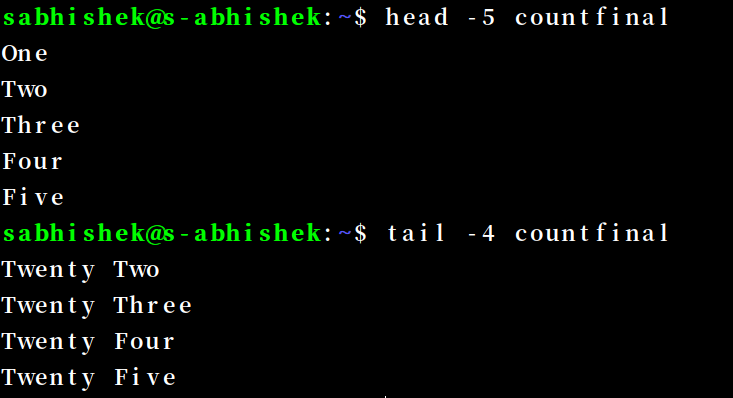 sabhishek@s-abhishek:~$ head -5 countfinal
One
Two
Three
Four
Five
sabhishek@s-abhishek:~$ tail -4 countfinal
Twenty Two
Twenty Three
Twenty Four
Twenty Five